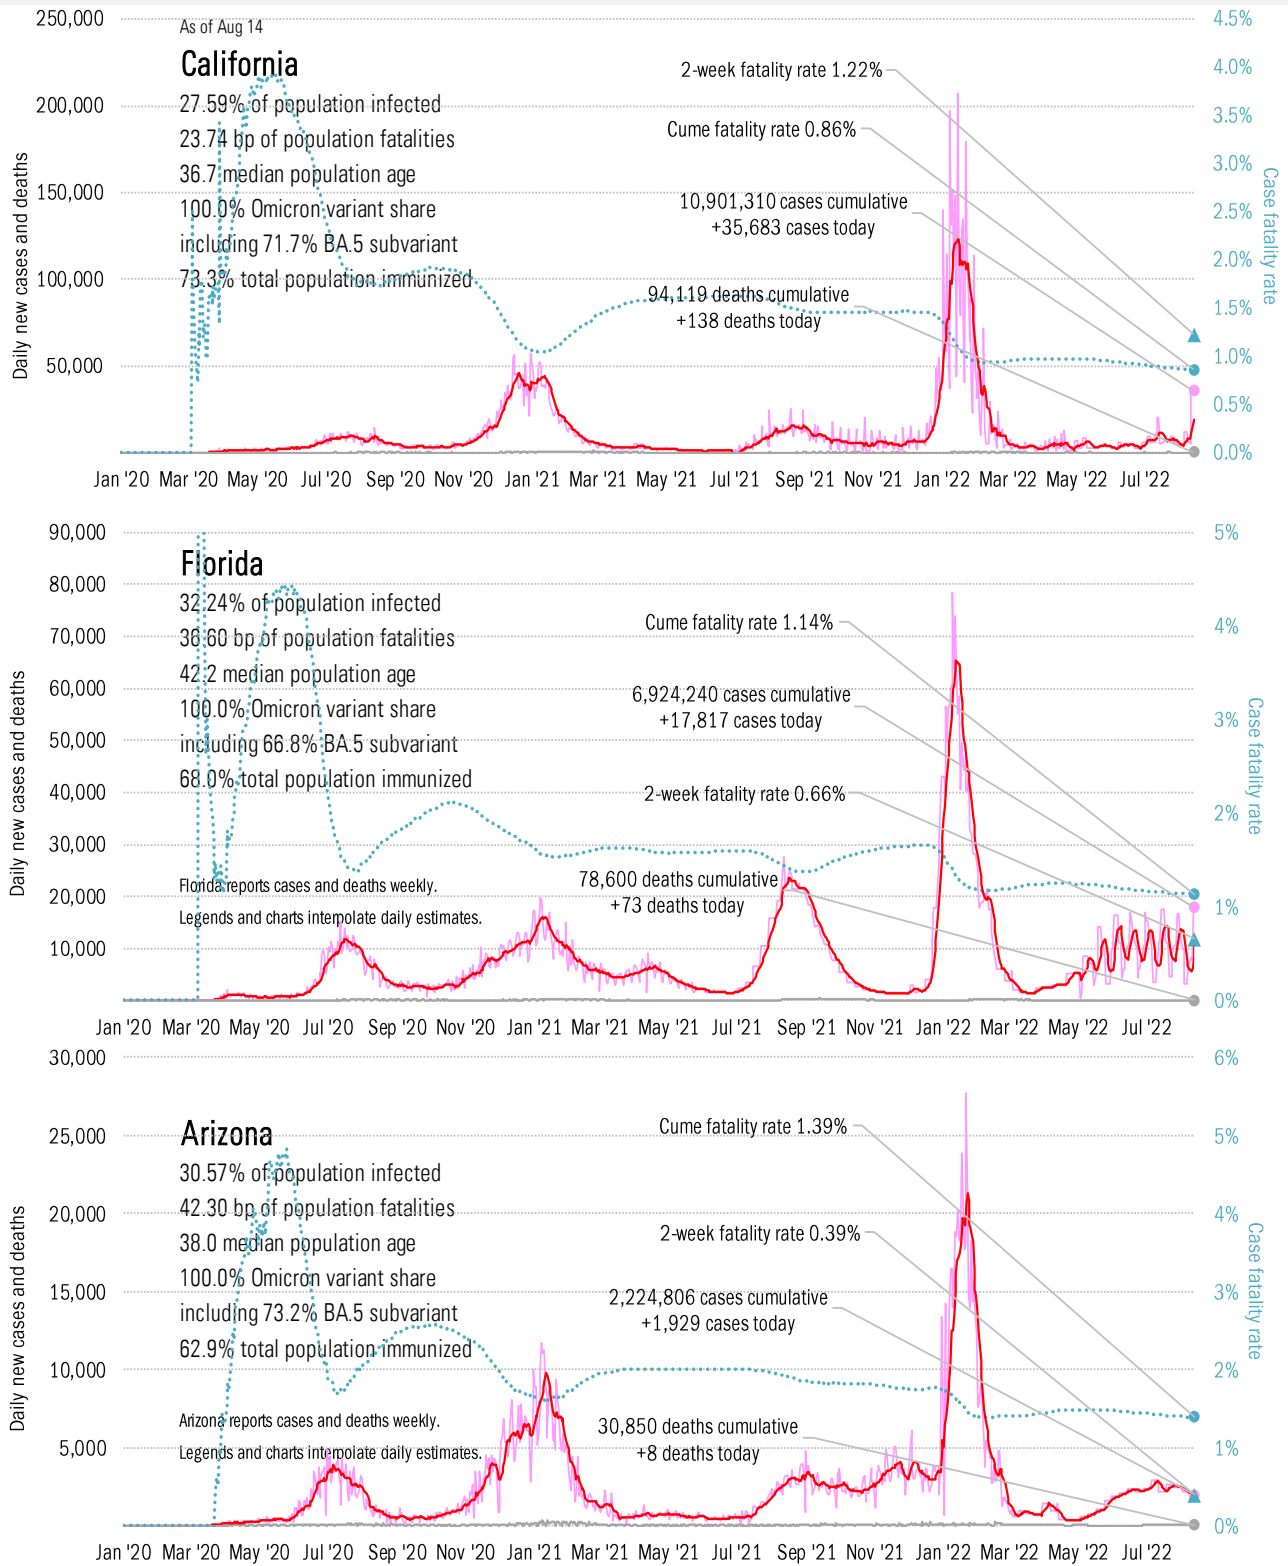 250,000
As of Aug 14
4.5%
California
2-week fatality rate 1.22%
4.0%
27.59% of population infected
200,000
3.5%
23.74 bp of population fatalities
Cume fatality rate 0.86%
36.7 median population age
3.0%
150,000
100.0% Omicron variant share
10,901,310 cases cumulative
+35,683 cases today
2.5%
including 71.7% BA.5 subvariant
2.0%
73.3% total population immunized
100,000
94,119 deaths cumulative
+138 deaths today
1.5%
1.0%
50,000
0.5%
0.0%
Daily new cases and deaths
Case fatality rate
Jan '20 Mar '20 May '20 Jul '20 Sep '20 Nov '20 Jan '21 Mar '21 May '21 Jul '21 Sep '21 Nov '21 Jan '22 Mar '22 May '22 Jul '22
90,000
5%
Florida
80,000
32.24% of population infected
Cume fatality rate 1.14%
4%
70,000
36.60 bp of population fatalities
42.2 median population age
60,000
6,924,240 cases cumulative
+17,817 cases today
100.0% Omicron variant share
3%
50,000
including 66.8% BA.5 subvariant
68.0% total population immunized
40,000
2-week fatality rate 0.66%
2%
30,000
78,600 deaths cumulative
+73 deaths today
Florida reports cases and deaths weekly.
20,000
1%
Legends and charts interpolate daily estimates.
10,000
0%
Daily new cases and deaths
Case fatality rate
Jan '20 Mar '20 May '20 Jul '20 Sep '20 Nov '20 Jan '21 Mar '21 May '21 Jul '21 Sep '21 Nov '21 Jan '22 Mar '22 May '22 Jul '22
30,000
6%
Arizona
25,000
Cume fatality rate 1.39%
5%
30.57% of population infected
42.30 bp of population fatalities
20,000
4%
38.0 median population age
2-week fatality rate 0.39%
100.0% Omicron variant share
15,000
3%
2,224,806 cases cumulative
+1,929 cases today
including 73.2% BA.5 subvariant
62.9% total population immunized
10,000
2%
Arizona reports cases and deaths weekly.
30,850 deaths cumulative
+8 deaths today
Legends and charts interpolate daily estimates.
5,000
1%
0%
Daily new cases and deaths
Case fatality rate
Jan '20 Mar '20 May '20 Jul '20 Sep '20 Nov '20 Jan '21 Mar '21 May '21 Jul '21 Sep '21 Nov '21 Jan '22 Mar '22 May '22 Jul '22